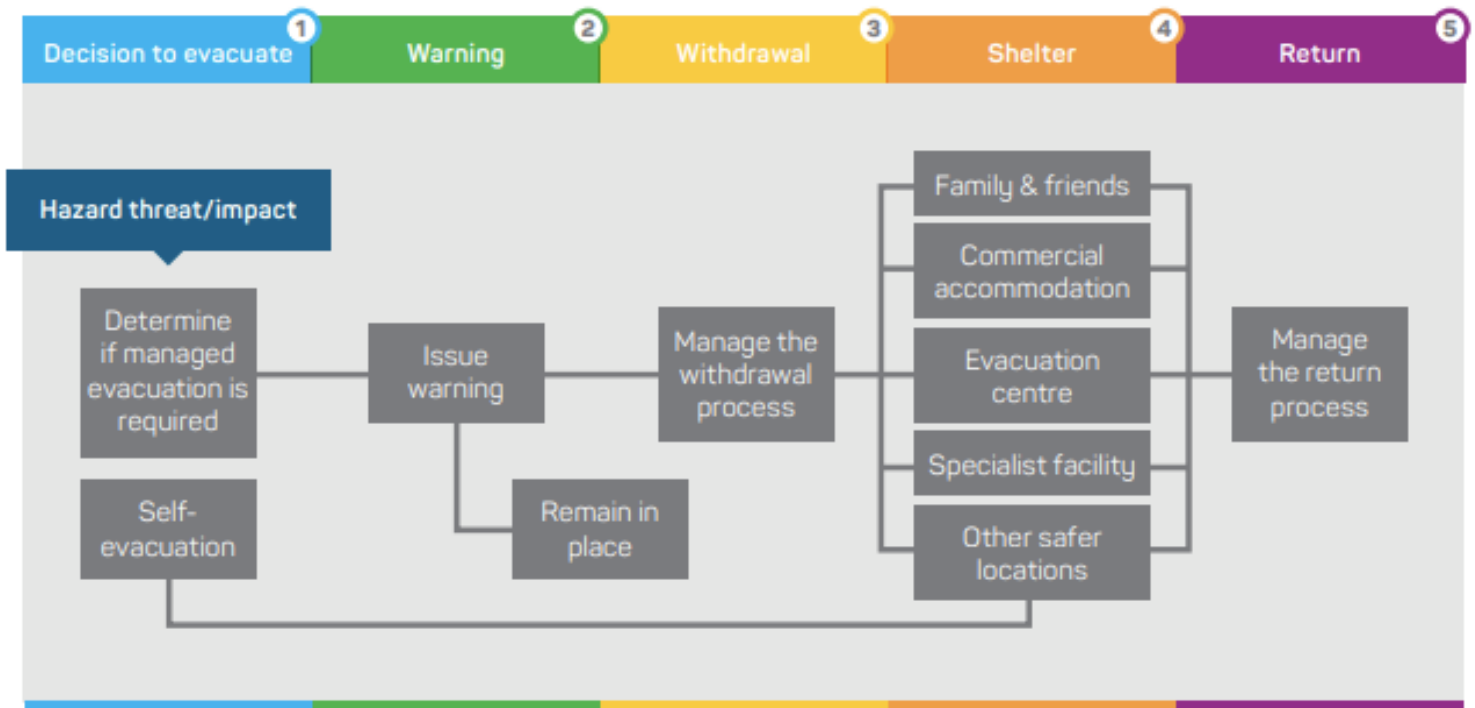 1
2
3
4
5
Decision to evacuate
Warning
Withdrawal
Shelter
Return
Hazard threat/impact
Determine
if managed
evacuation is
required
Self-
evacuation
Issue
warning
Remain in
place
Manage the
withdrawal
process
Family & friends
Commercial
accommodation
Evacuation
centre
Specialist facility
Other safer
locations
Manage
the return
process